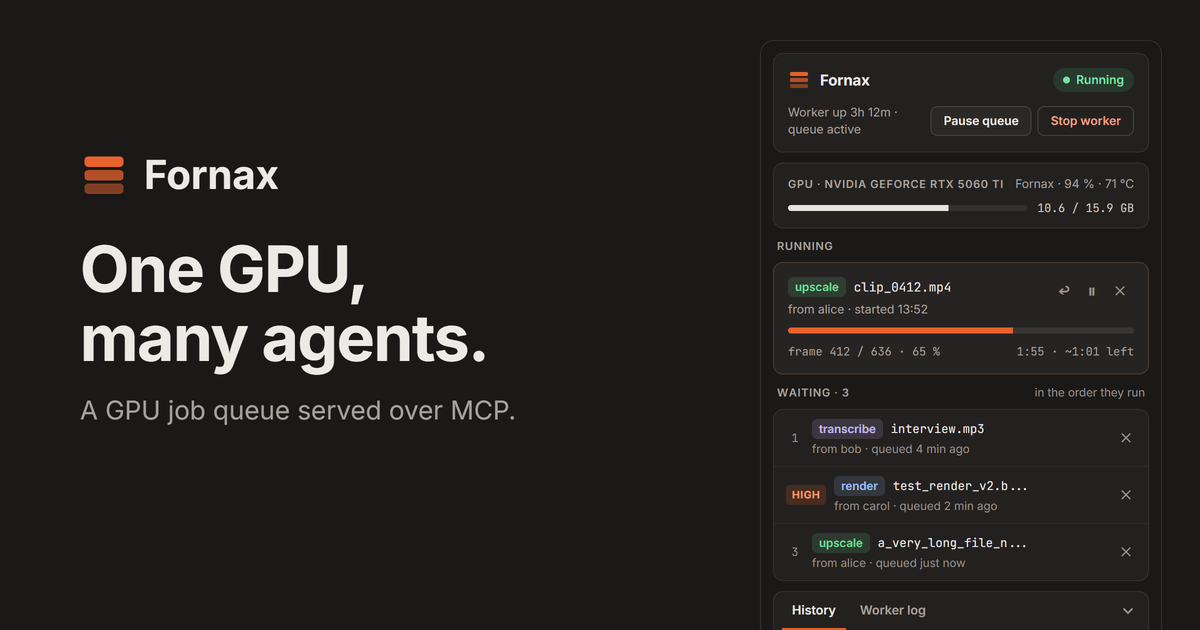 Fornax
One GPU,
many agents.
A GPU job queue served over MCP.
Fornax
Running
Worker up 3h 12m ·
queue active
Pause queue
Stop worker
GPU · NVIDIA GEFORCE RTX 5060 TI
Fornax · 94 % · 71 °C
10.6 / 15.9 GB
RUNNING
upscale clip_0412.mp4
from alice · started 13:52
frame 412 / 636 · 65 %
1:55 · ~1:01 left
WAITING · 3
in the order they run
1 transcribe interview.mp3
from bob · queued 4 min ago
HIGH render test_render_v2.b...
from carol · queued 2 min ago
3 upscale a_very_long_file_n...
from alice · queued just now
History
Worker log